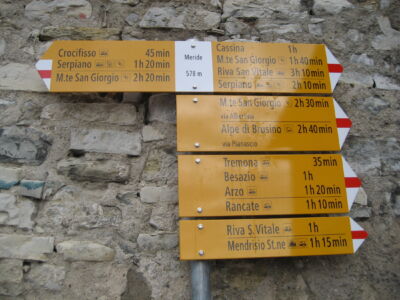 Crocifisso 45 min
Serpiano 1 h 20 min
M.te San Giorgio 2 h 20 min
Meride
578 m
Cassina 1 h
M.te San Giorgio 1 h 40 min
Riva San Vitale 3 h 10 min
Serpiano 2 h 10 min
M.te San Giorgio 2 h 30 min
via
Alpe di Brusino 2 h 40 min
via
Tremona 35 min
Besazio 1 h
Arzo 1 h 20 min
Rancate 1 h 10 min
Riva S. Vitale 1 h
Mendrisio St.ne 1 h 15 min